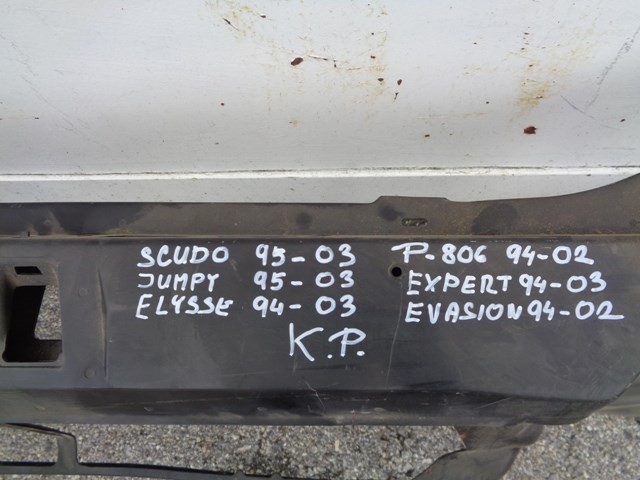 SCUDO 95-03
JUMPY 95-03
ELYSSE 94-03
P-806 94-02
EXPERT 94-03
EVASION 94-02
K.P.